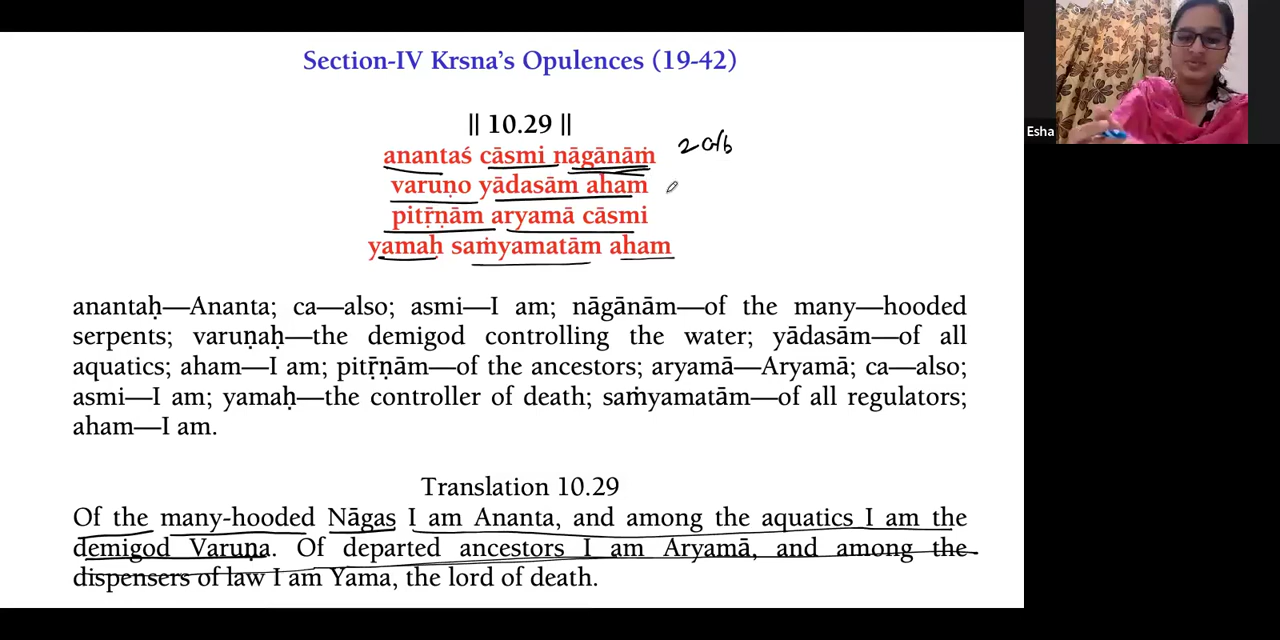 Section-IV Krsna's Opulences (19-42)
|| 10.29 ||
anantaś cāsmi nāgānāṁ
varuṇo yādasām aham
pitṝṇām aryamā cāsmi
yamah saṁyamatām aham
anantaḥ—Ananta; ca—also; asmi—I am; nāgānām—of the many—hooded
serpents; varuṇaḥ—the demigod controlling the water; yādasām—of all
aquatics; aham—I am; pitṝṇām—of the ancestors; aryamā—Aryamā; ca—also;
asmi—I am; yamaḥ—the controller of death; saṁyamatām—of all regulators;
aham—I am.
Translation 10.29
Of the many-hooded Nāgas I am Ananta, and among the aquatics I am the
demigod Varuṇa. Of departed ancestors I am Aryamā, and among the
dispensers of law I am Yama, the lord of death.
Esha